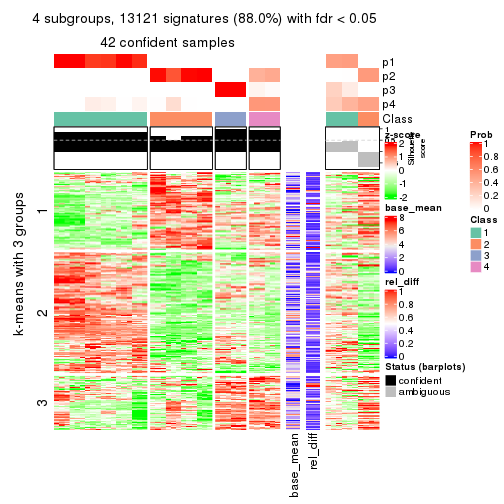 4 subgroups, 13121 signatures (88.0%) with fdr < 0.05
42 confident samples
p1
p2
p3
p4
Class
1
0
Silhouette
score
k-means with 3 groups
1
2
3
base_mean
rel_diff
z-score
2
1
0
-1
-2
base_mean
8
6
4
2
0
rel_diff
1
0.8
0.6
0.4
0.2
0
Status (barplots)
confident
ambiguous
Prob
1
0.8
0.6
0.4
0.2
0
Class
1
2
3
4